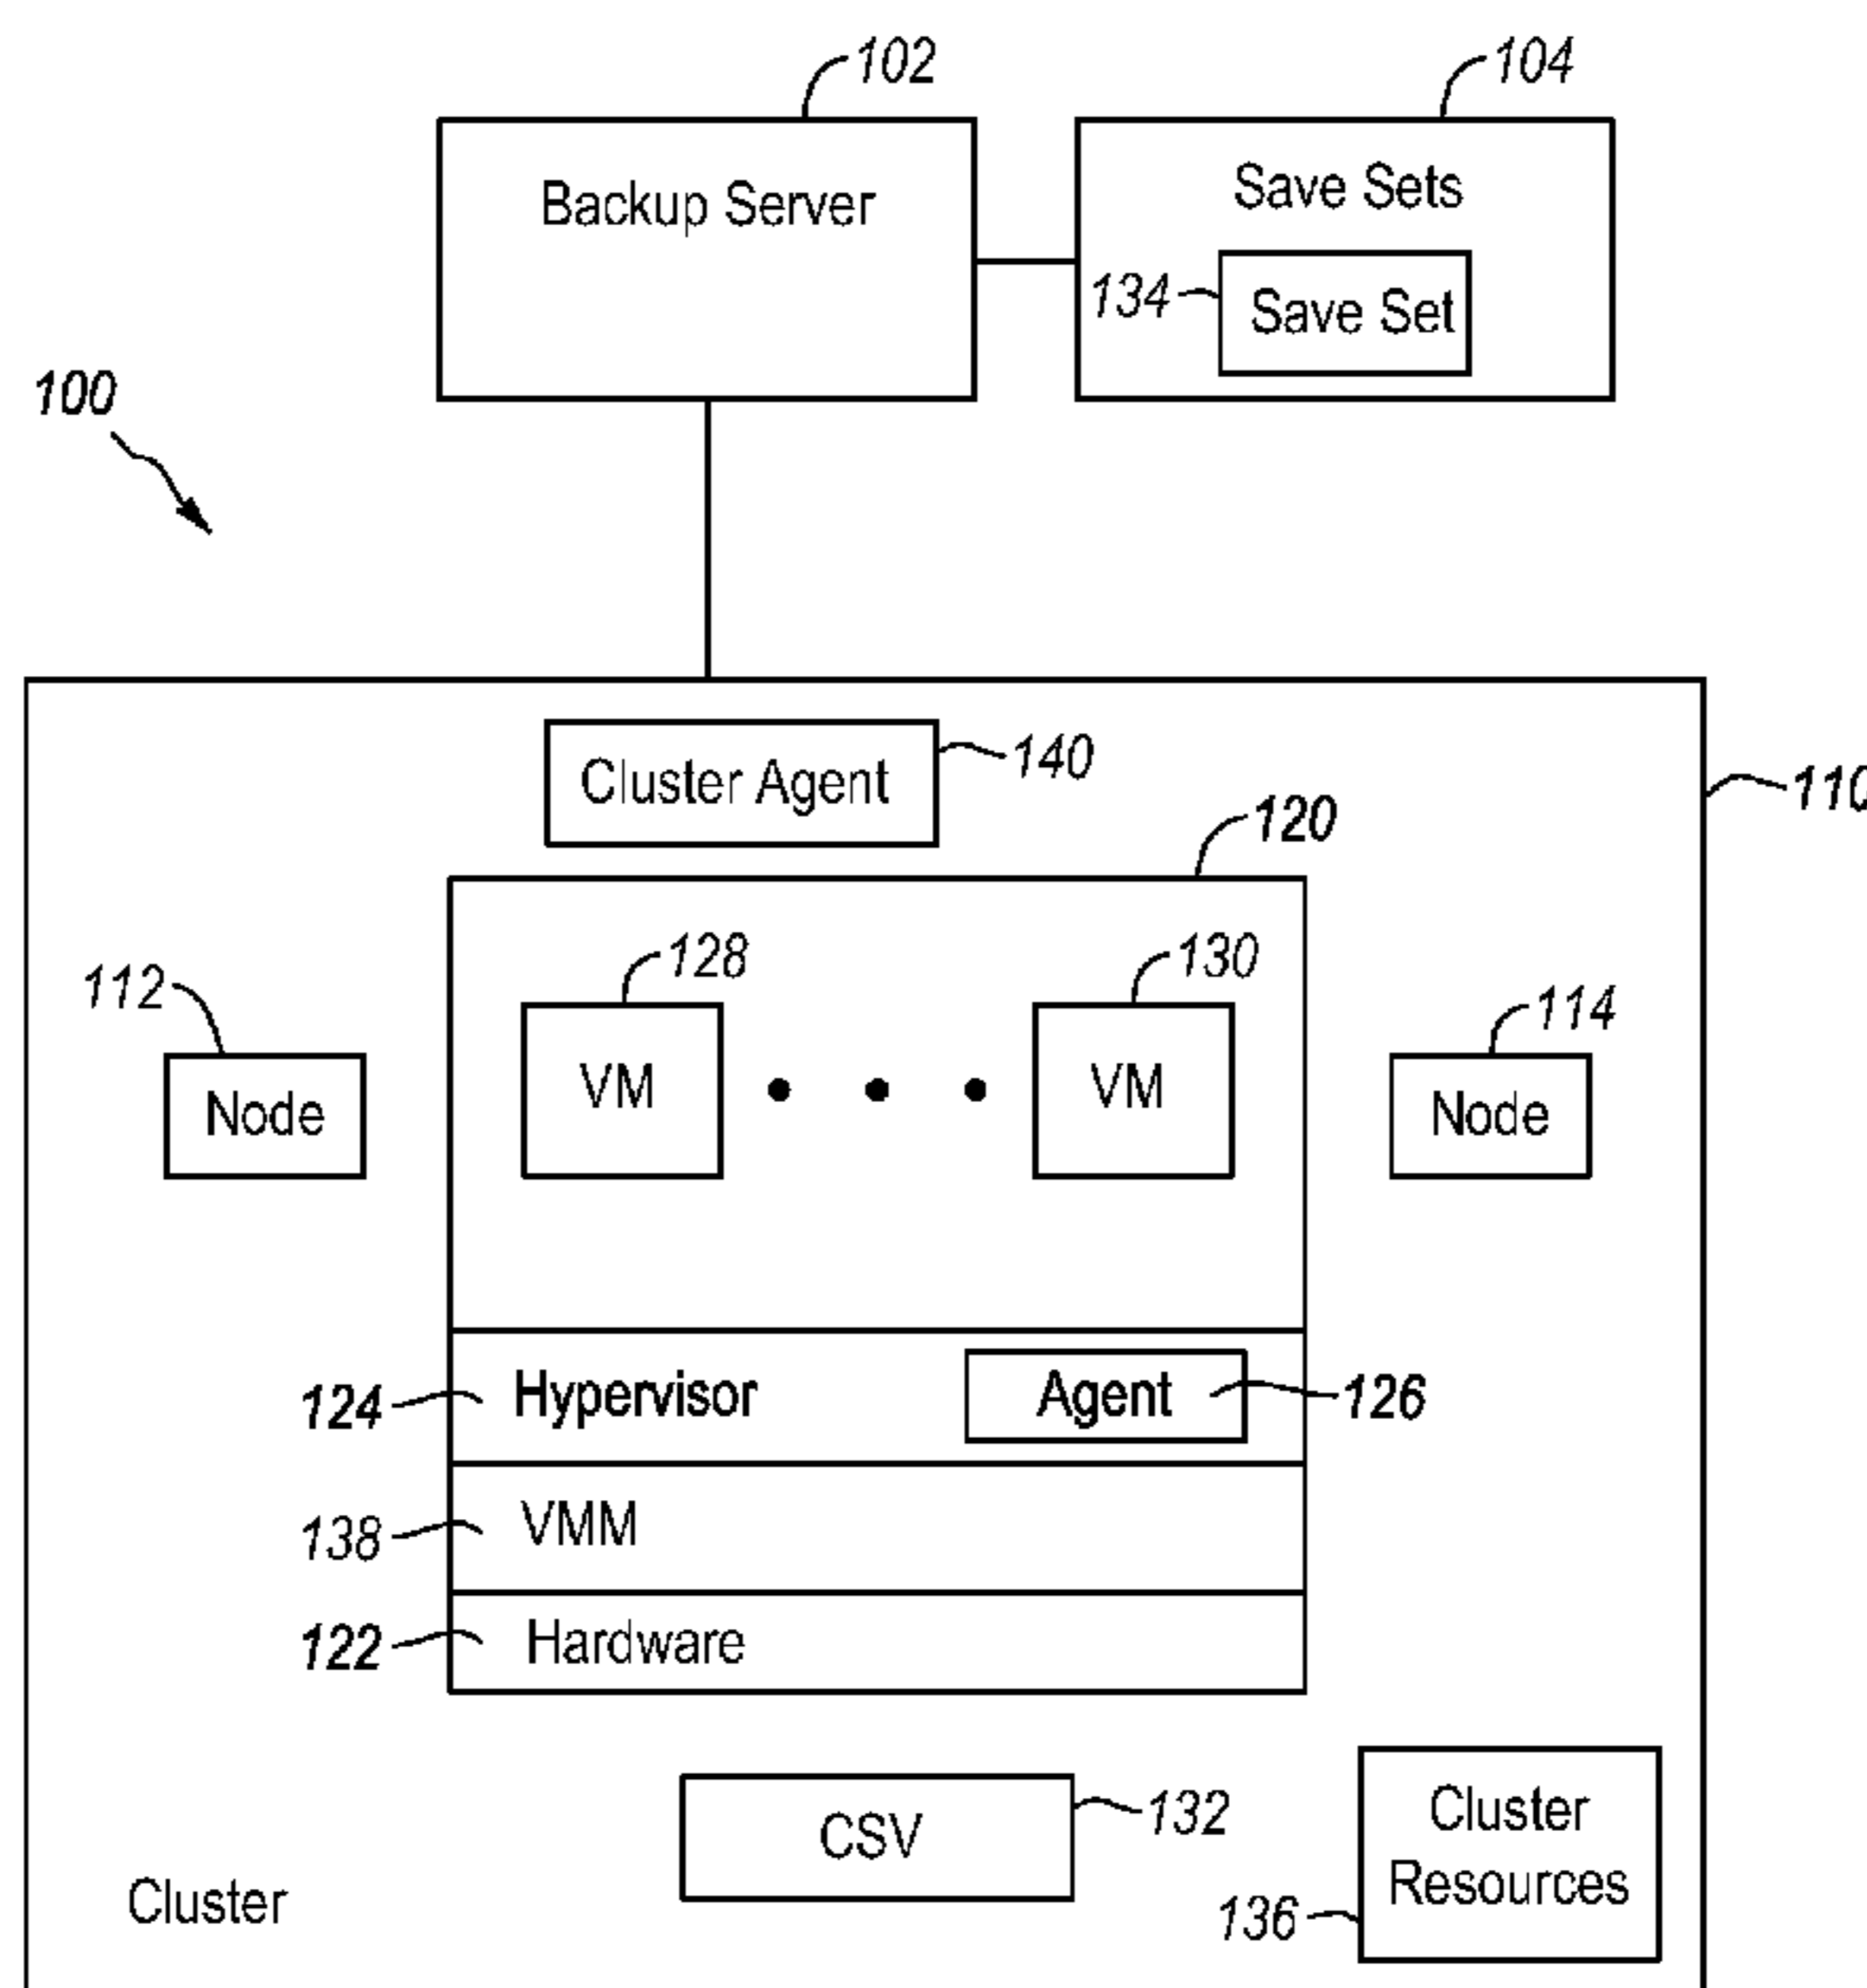 102
104
Backup Server
Save Sets
134
Save Set
100
Cluster Agent
140
110
120
128
130
112
114
Node
VM
VM
Node
124
Hypervisor
Agent
126
138
VMM
122
Hardware
CSV
132
Cluster
Resources
Cluster
136